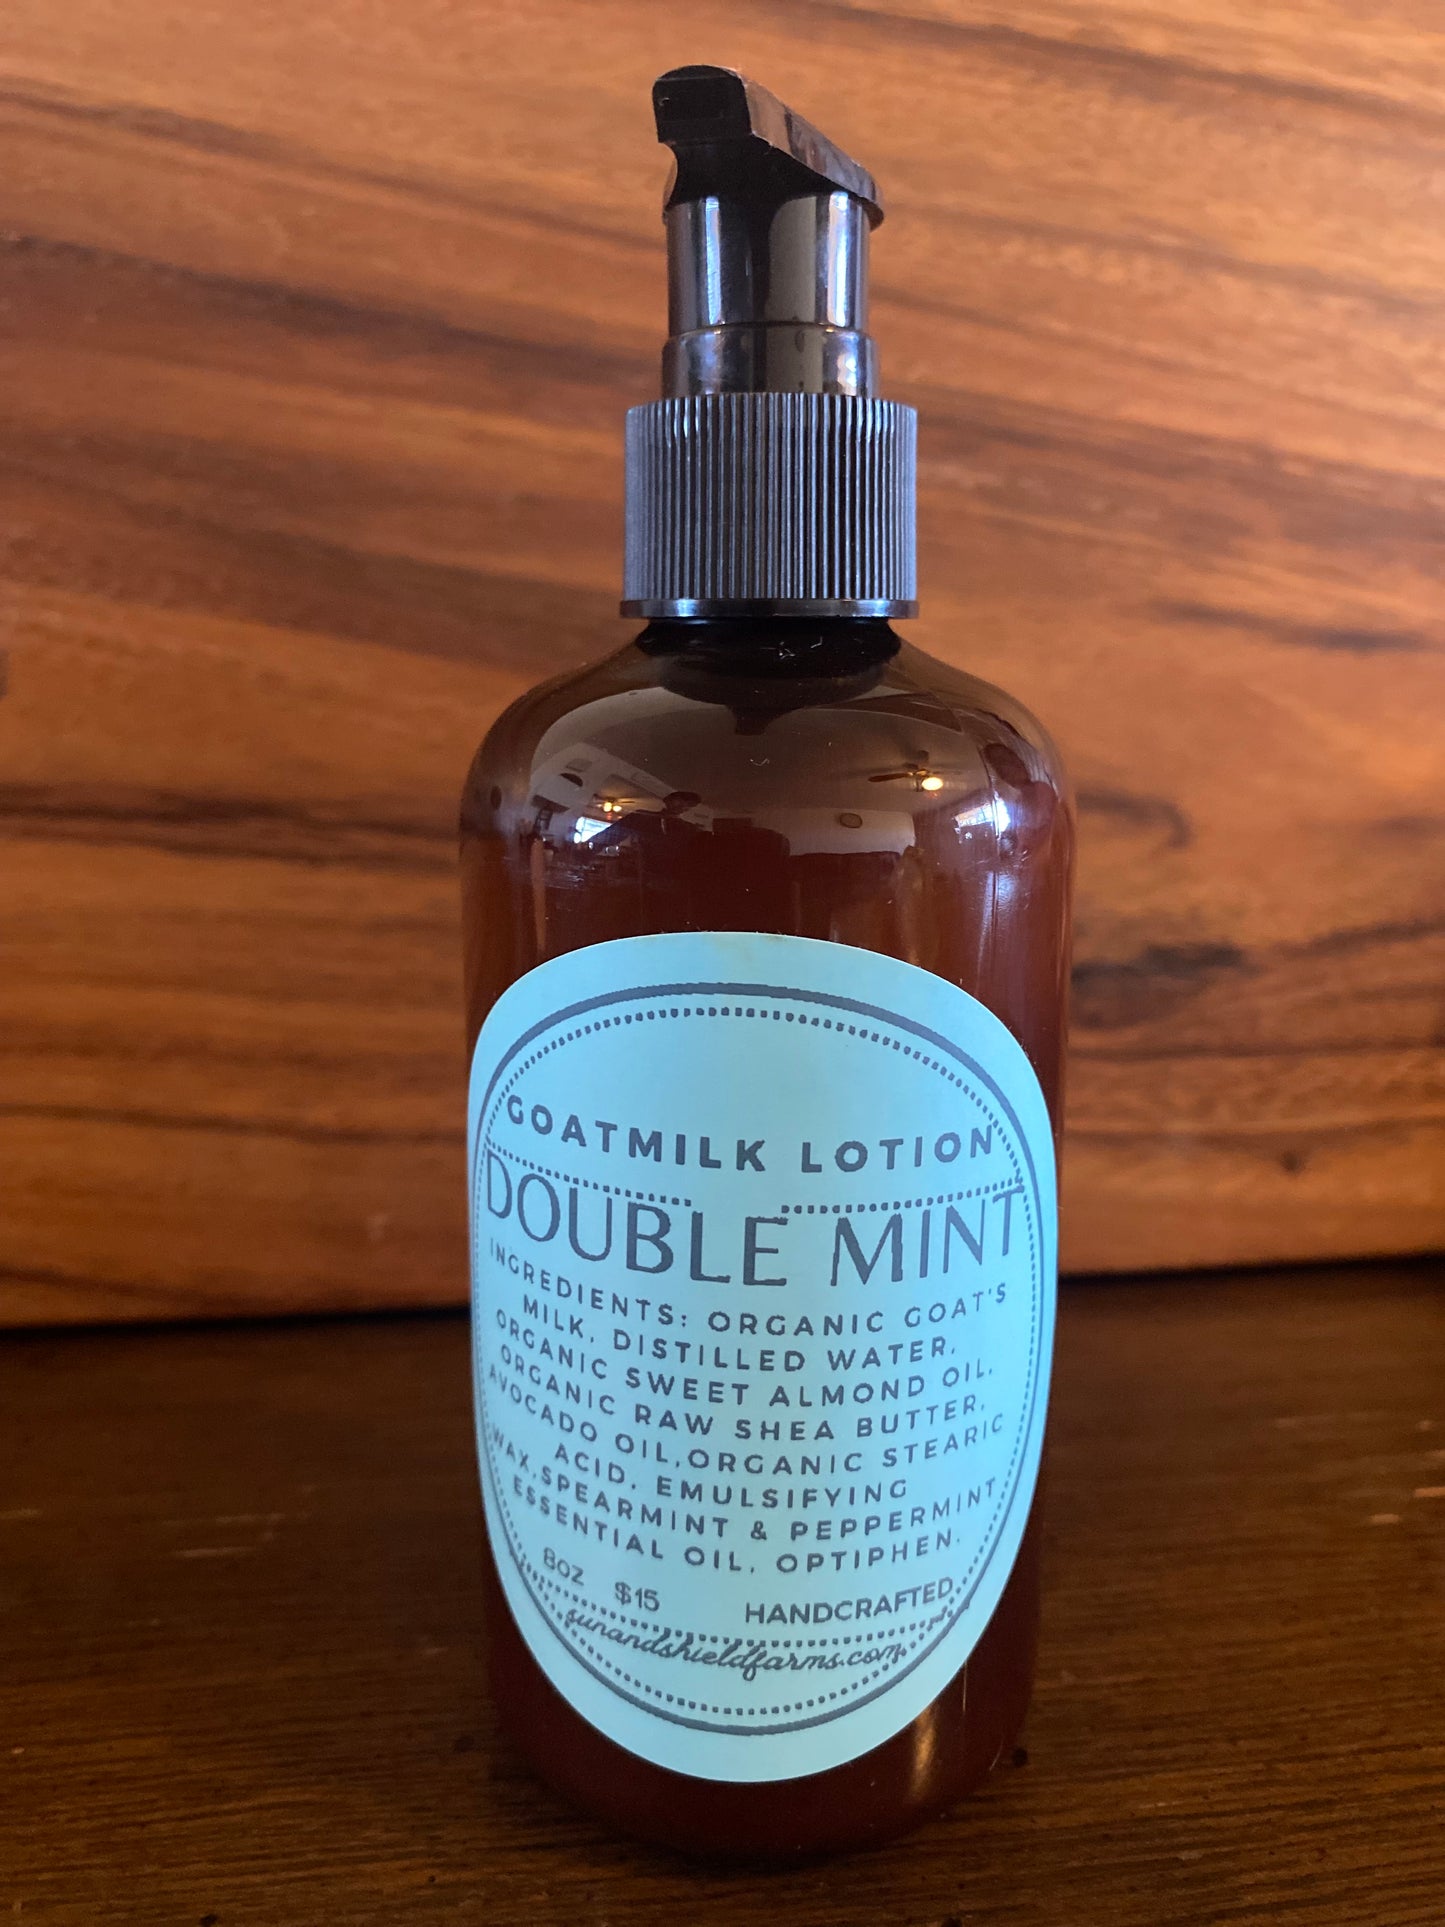 GOATMILK LOTION
DOUBLE MINT
INGREDIENTS: ORGANIC GOAT'S
MILK, DISTILLED WATER,
ORGANIC SWEET ALMOND OIL,
ORGANIC RAW SHEA BUTTER,
AVOCADO OIL,ORGANIC STEARIC
ACID, EMULSIFYING
WAX,SPEARMINT & PEPPERMINT
ESSENTIAL OIL, OPTIPHEN.
8OZ $15 HANDCRAFTED
sunandshieldfarms.com